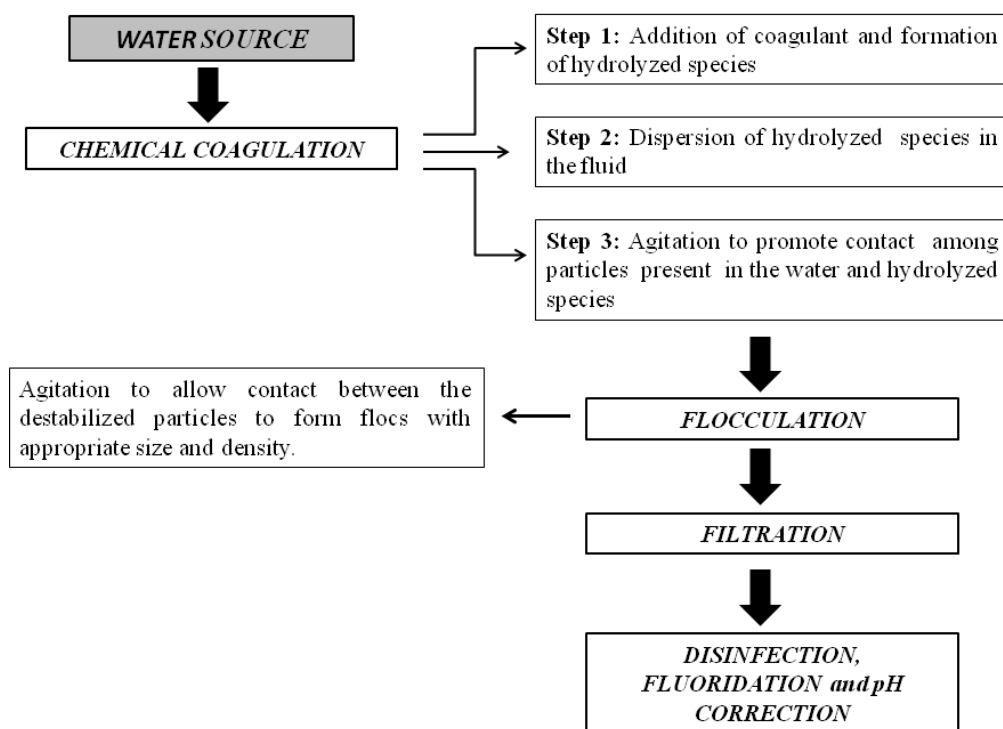 WATER SOURCE
CHEMICAL COAGULATION
Step 1: Addition of coagulant and formation
of hydrolyzed species
Step 2: Dispersion of hydrolyzed species in
the fluid
Step 3: Agitation to promote contact among
particles present in the water and hydrolyzed
species
FLOCCULATION
Agitation to allow contact between the
destabilized particles to form flocs with
appropriate size and density.
FILTRATION
DISINFECTION,
FLUORIDATION and pH
CORRECTION